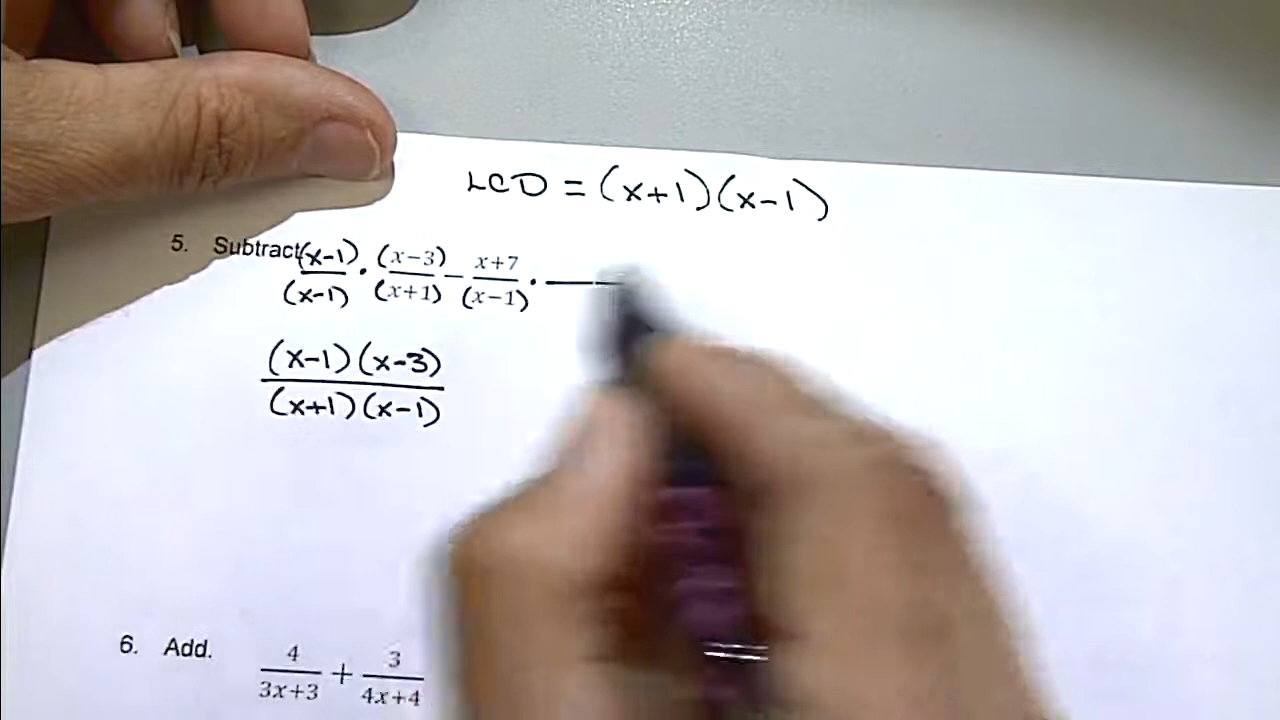 LCD = (x+1)(x-1)
5. Subtract (x-1)/(x-1) · (x-3)/(x+1) - x+7/(x-1) ·
(x-1)(x-3)
(x+1)(x-1)
6. Add. 4/3x+3 + 3/4x+4